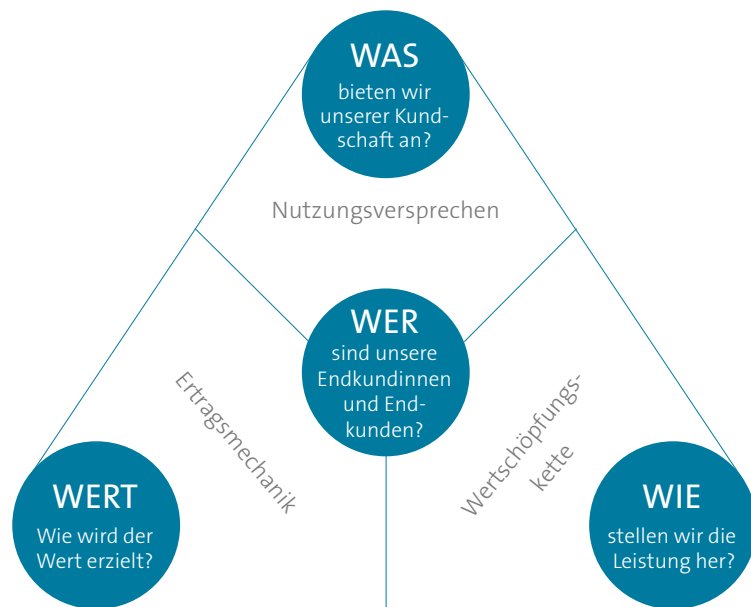 WAS
bieten wir
unserer Kund-
schaft an?
Nutzungsversprechen
WER
sind unsere
Endkundinnen
und End-
kunden?
Ertragsmechanik
Wertschöpfungs-
kette
WERT
Wie wird der
Wert erzielt?
WIE
stellen wir die
Leistung her?